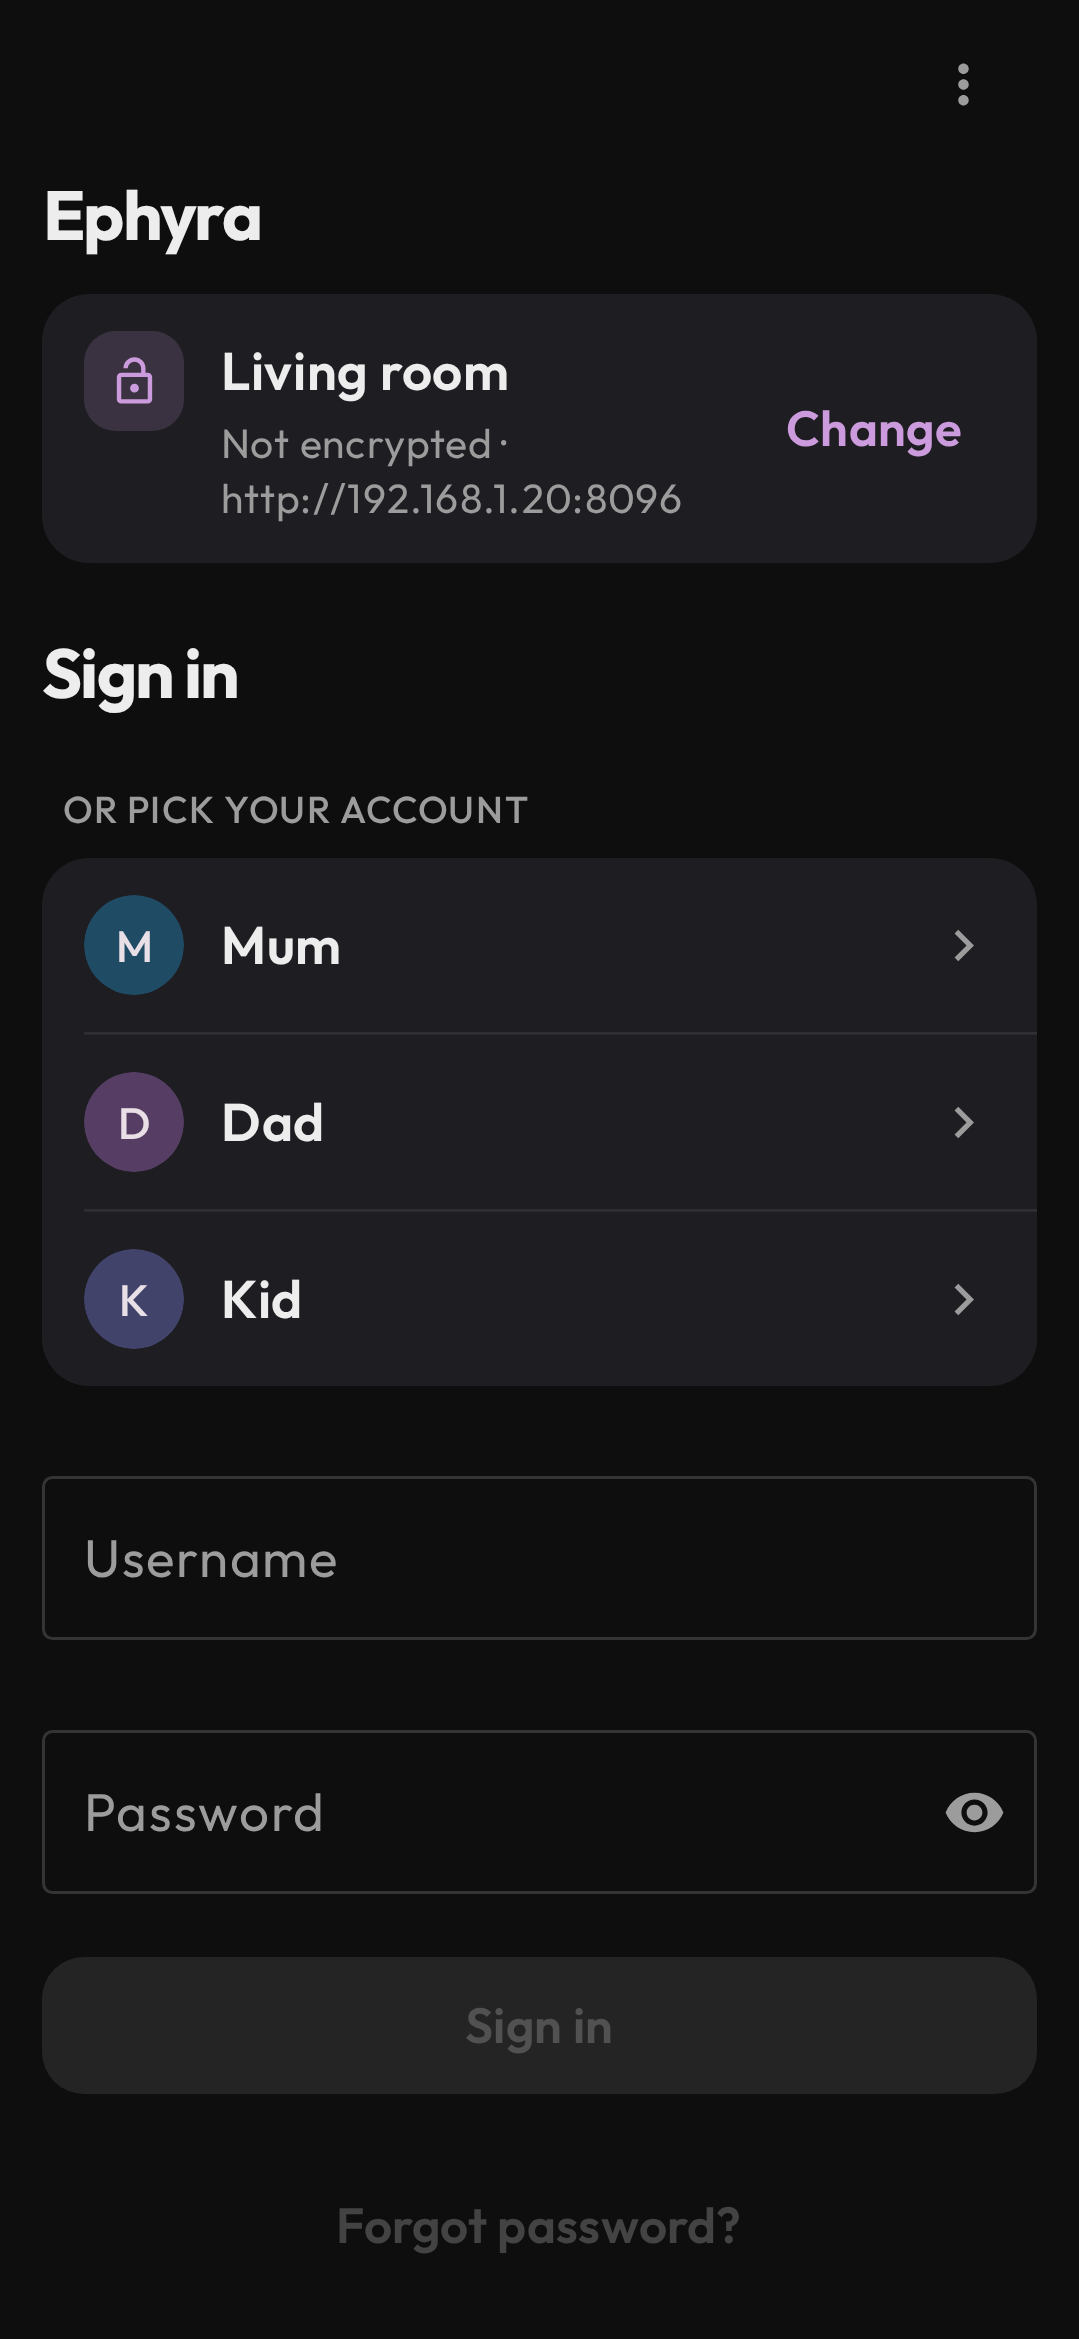 Ephyra
Living room
Not encrypted ·
http://192.168.1.20:8096
Change
Sign in
OR PICK YOUR ACCOUNT
M
Mum
D
Dad
K
Kid
Username
Password
Sign in
Forgot password?